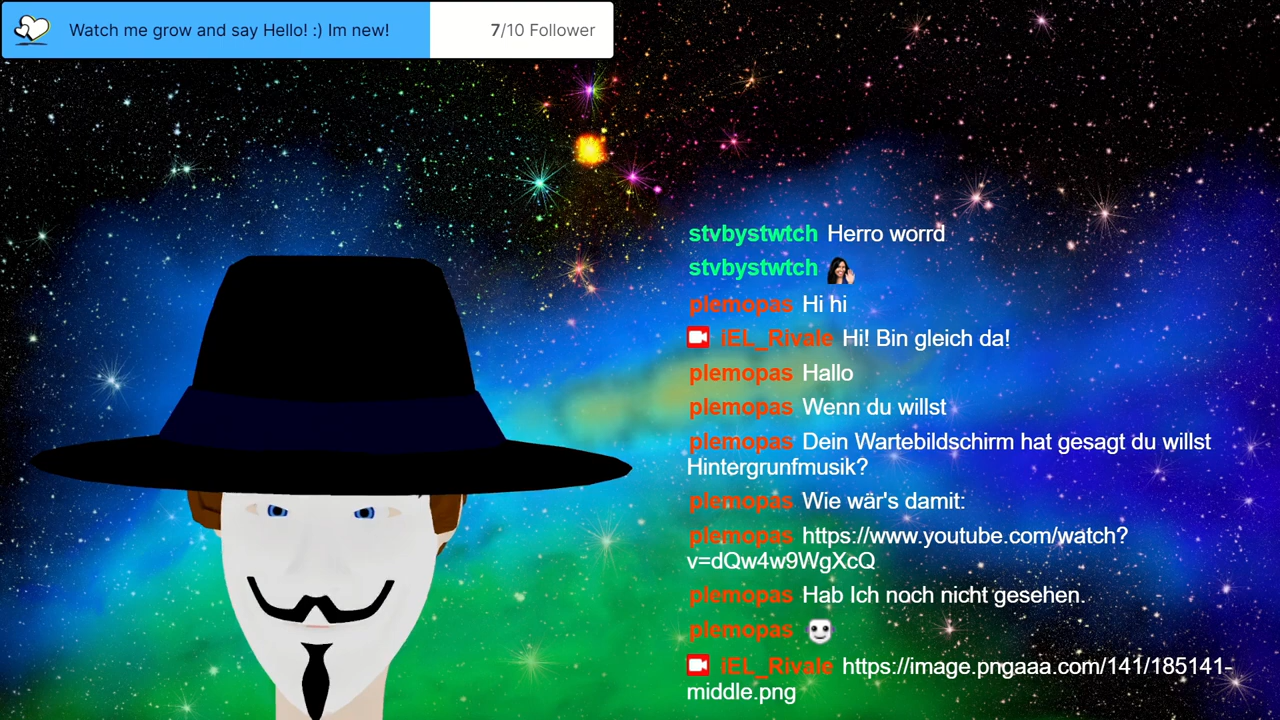 Watch me grow and say Hello! :) Im new!
7/10 Follower
stvbystwtch Herro worrd
stvbystwtch
plemopas Hi hi
iEL_Rivale Hi! Bin gleich da!
plemopas Hallo
plemopas Wenn du willst
plemopas Dein Wartebildschirm hat gesagt du willst
Hintergrunfmusik?
plemopas Wie wär's damit:
plemopas https://www.youtube.com/watch?
v=dQw4w9WgXcQ
plemopas Hab Ich noch nicht gesehen.
plemopas
iEL_Rivale https://image.pngaaa.com/141/185141-
middle.png